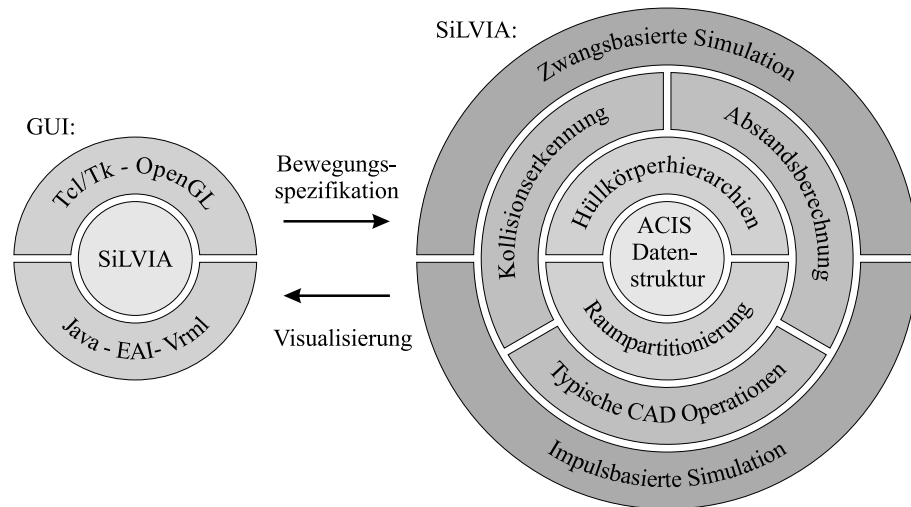 SiLVIA:
Zwangsbasierte Simulation
Kollisionserkennung
Abstandsberechnung
Hüllkörperhierarchien
ACIS
Daten-
struktur
Raumpartitionierung
Typische CAD Operationen
Impulsbasierte Simulation
GUI:
Tcl/Tk - OpenGL
SiLVIA
Java - EAI- Vrml
Bewegungs-
spezifikation
Visualisierung